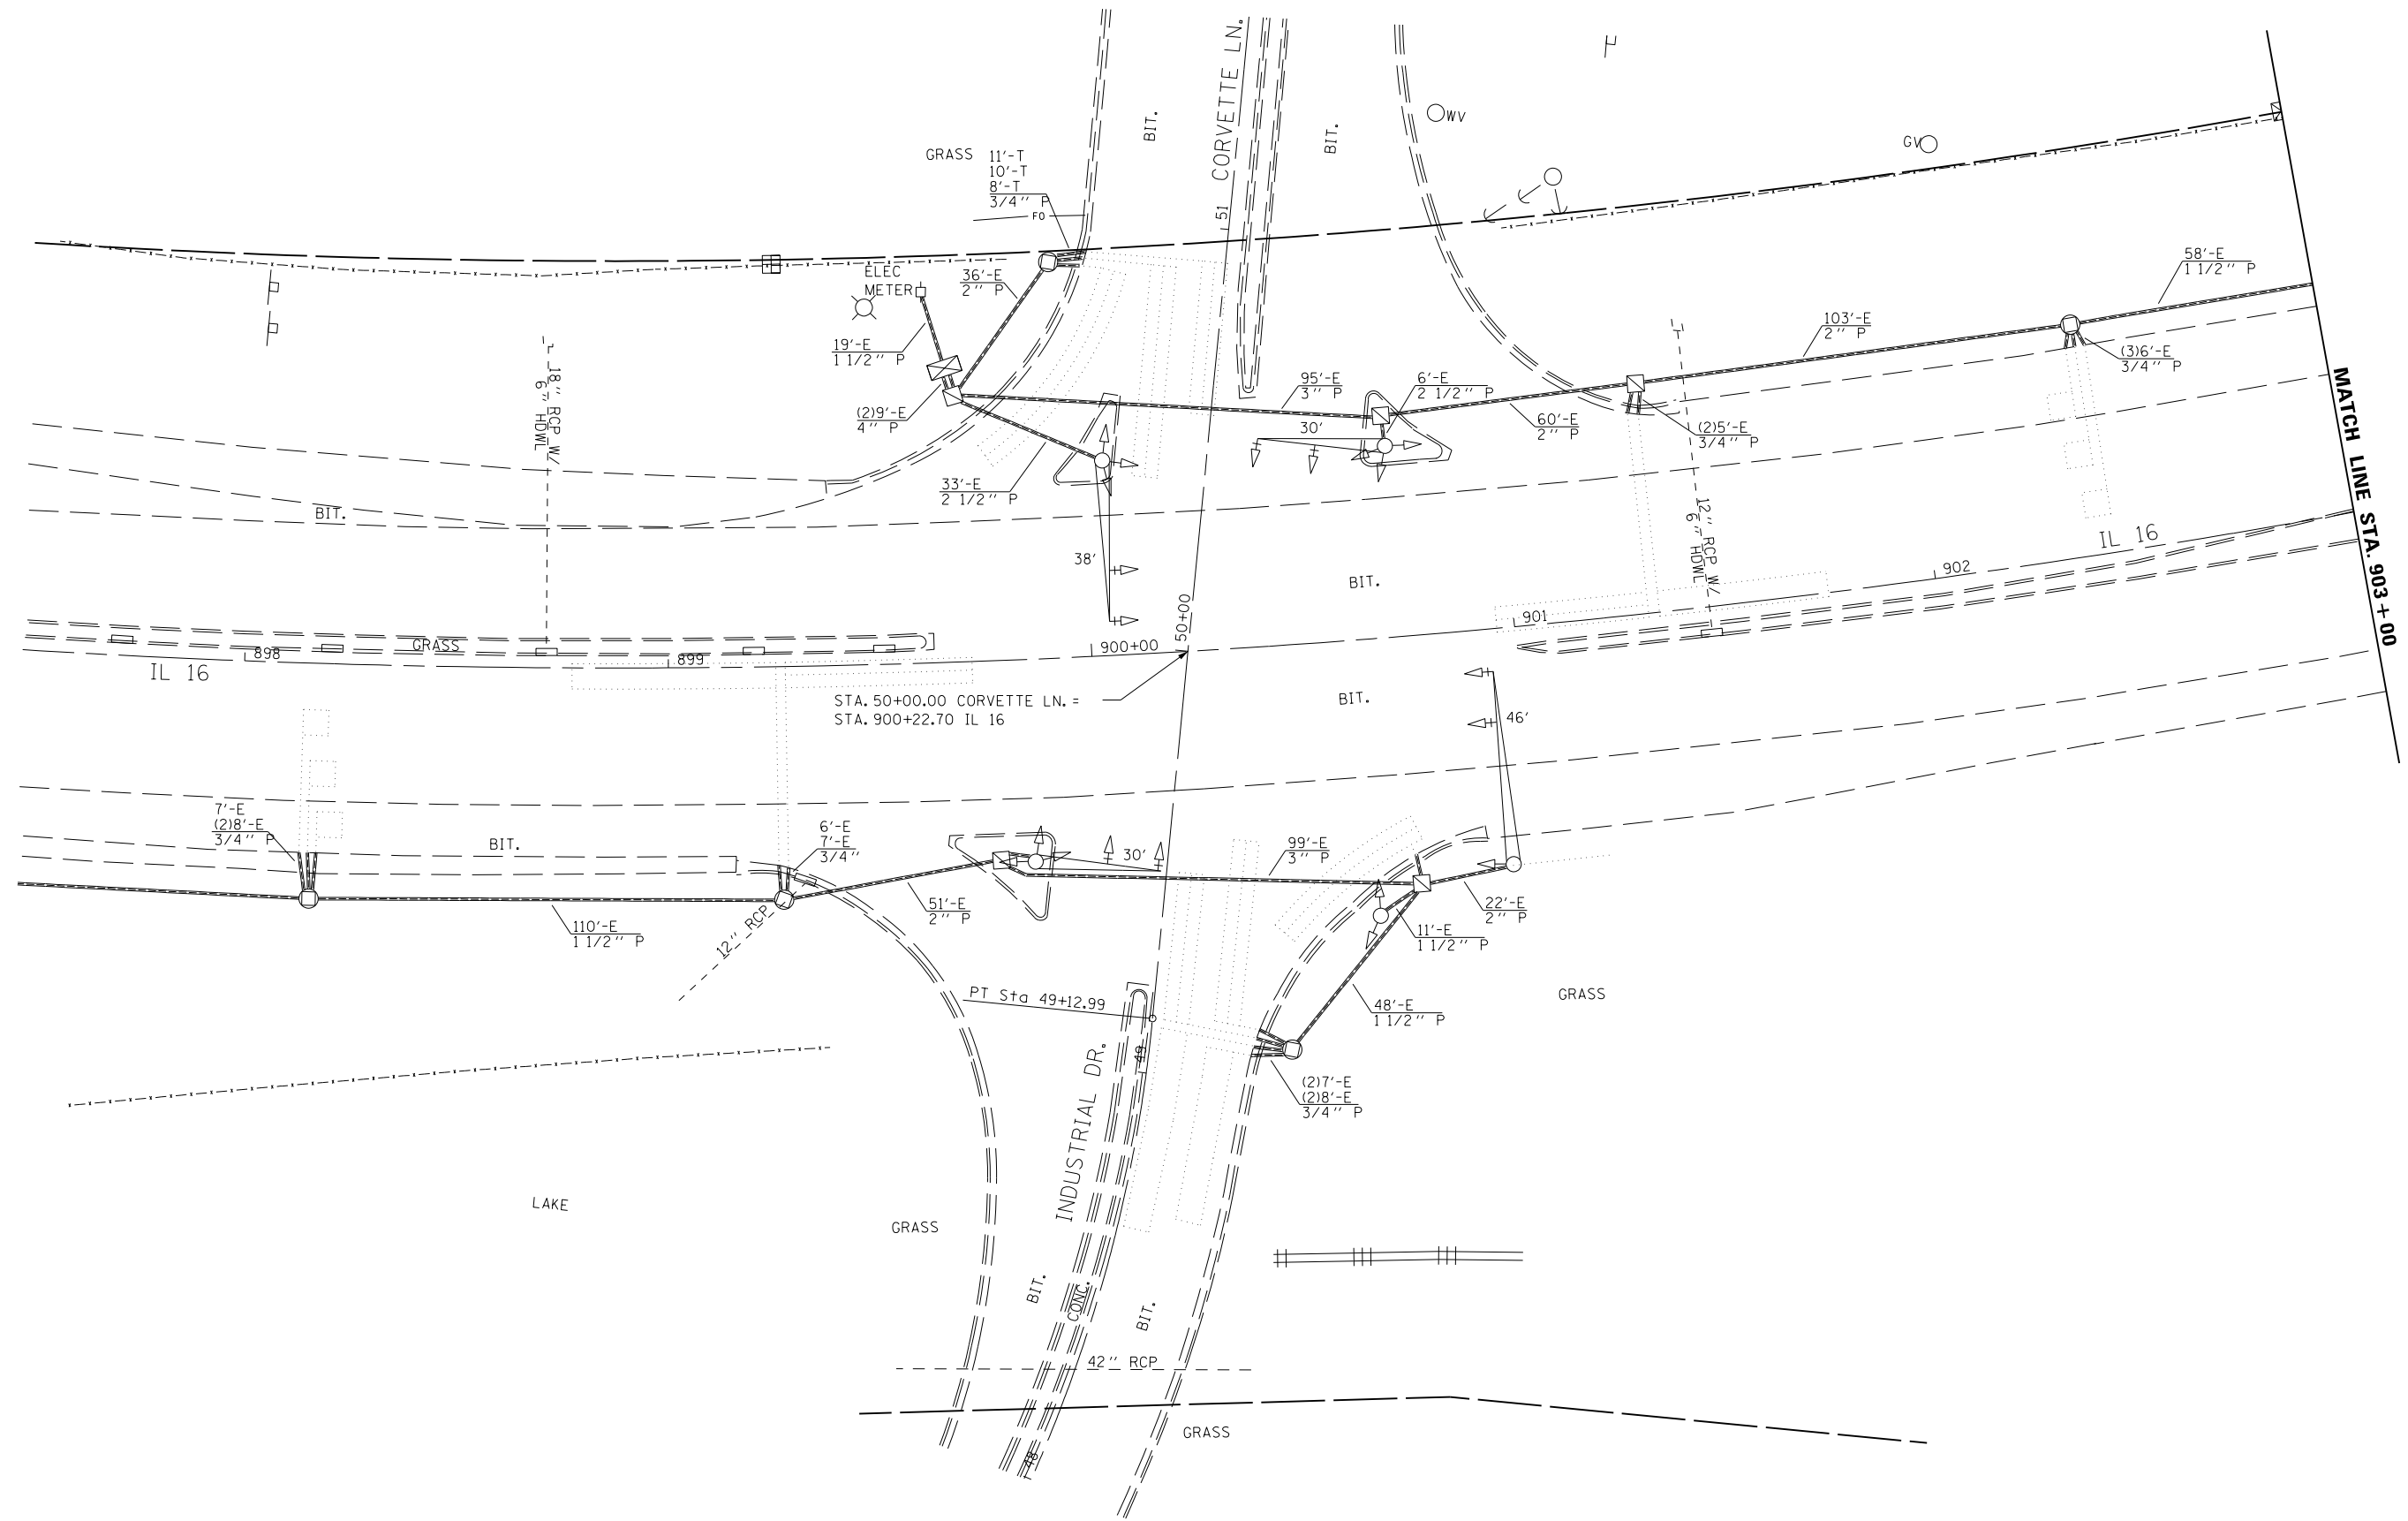 CORVETTE LN.
51
BIT.
BIT.
WV
GV
GRASS
11'-T
10'-T
8'-T
3/4" P
FO
ELEC
METER
36'-E
2" P
19'-E
1 1/2" P
(2)9'-E
4" P
33'-E
2 1/2" P
18" RCP W/
6" HDWL
95'-E
3" P
6'-E
2 1/2" P
30'
60'-E
2" P
(2)5'-E
3/4" P
103'-E
2" P
58'-E
1 1/2" P
(3)6'-E
3/4" P
MATCH LINE STA. 903+00
12" RCP W/
6" HDWL
BIT.
38'
BIT.
IL 16
902
901
50+00
900+00
899
898
GRASS
IL 16
STA. 50+00.00 CORVETTE LN. =
STA. 900+22.70 IL 16
BIT.
46'
7'-E
(2)8'-E
3/4" P
BIT.
6'-E
7'-E
3/4"
30'
99'-E
3" P
51'-E
2" P
22'-E
2" P
11'-E
1 1/2" P
110'-E
1 1/2" P
12" RCP
PT Sta 49+12.99
48'-E
1 1/2" P
GRASS
49
INDUSTRIAL DR.
(2)7'-E
(2)8'-E
3/4" P
LAKE
GRASS
BIT.
CONC.
BIT.
42" RCP
48
GRASS